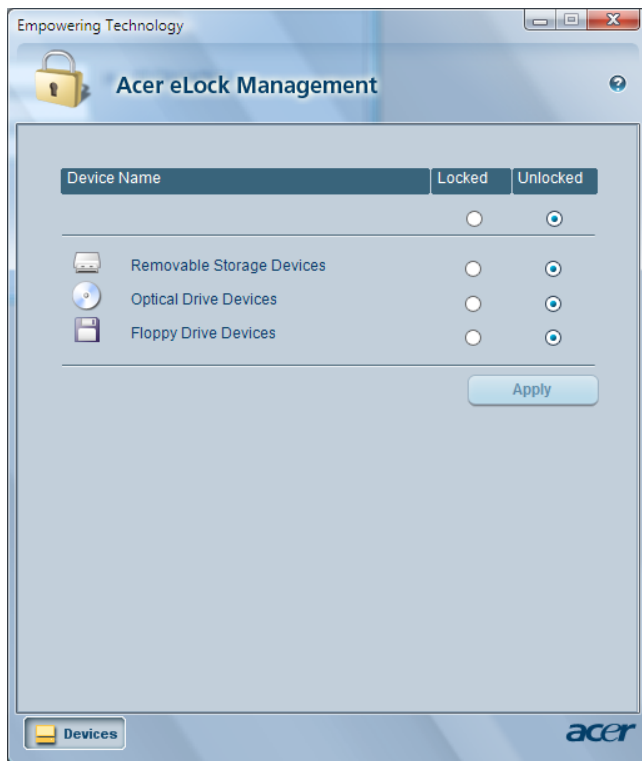 Empowering Technology
Acer eLock Management
Device Name Locked Unlocked
Removable Storage Devices
Optical Drive Devices
Floppy Drive Devices
Apply
Devices
acer